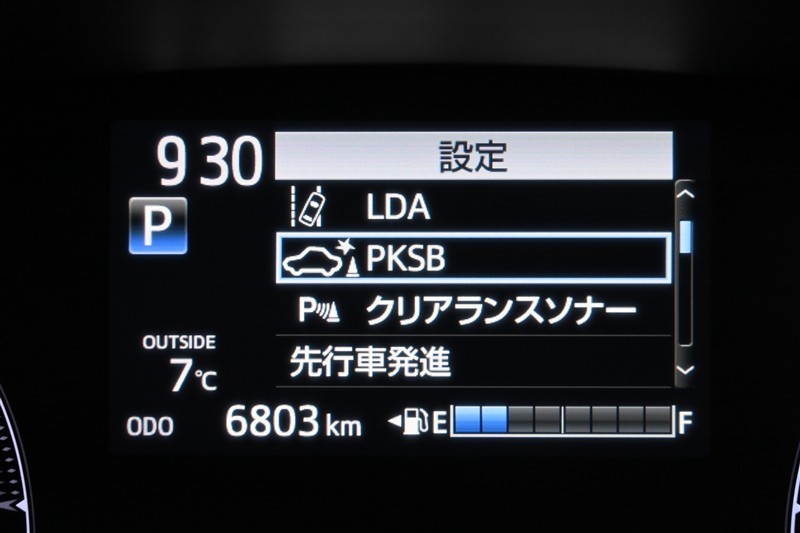 9 30
設定
P
LDA
PKSB
P クリアランスソナー
先行車発進
OUTSIDE
7℃
ODO 6803 km
E F